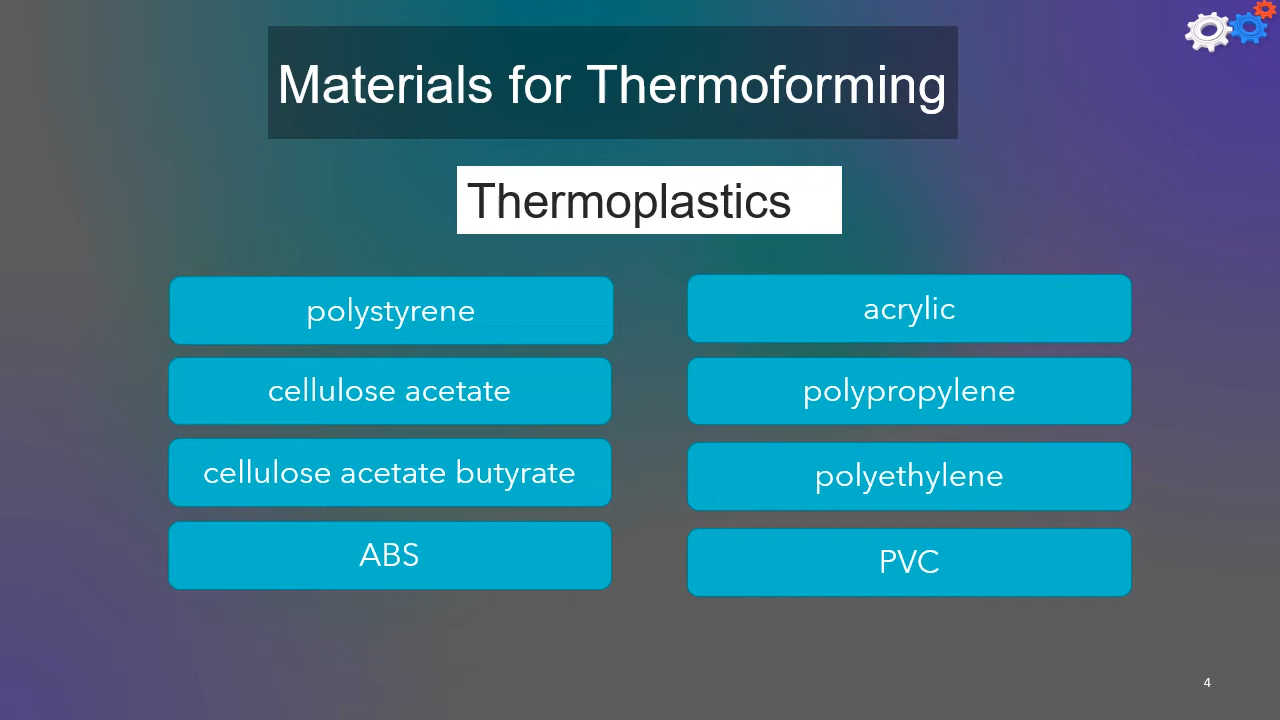 Materials for Thermoforming
Thermoplastics
polystyrene
cellulose acetate
cellulose acetate butyrate
ABS
acrylic
polypropylene
polyethylene
PVC
4